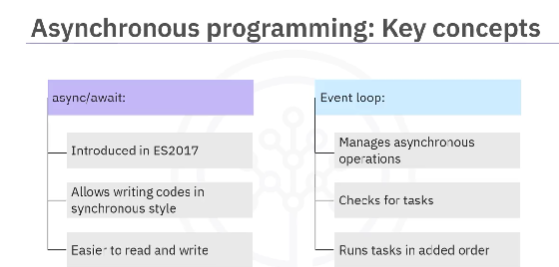 Asynchronous programming: Key concepts
async/await:
Introduced in ES2017
Allows writing codes in
synchronous style
Easier to read and write
Event loop:
Manages asynchronous
operations
Checks for tasks
Runs tasks in added order